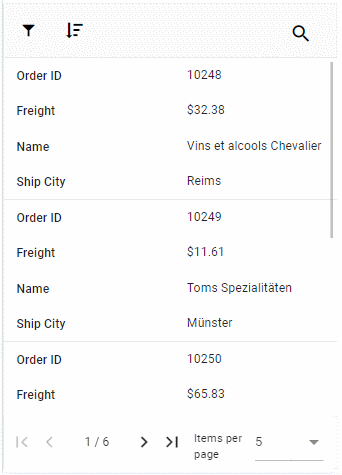 Order ID 10248
Freight $32.38
Name Vins et alcools Chevalier
Ship City Reims
Order ID 10249
Freight $11.61
Name Toms Spezialitäten
Ship City Münster
Order ID 10250
Freight $65.83
1 / 6 Items per page 5